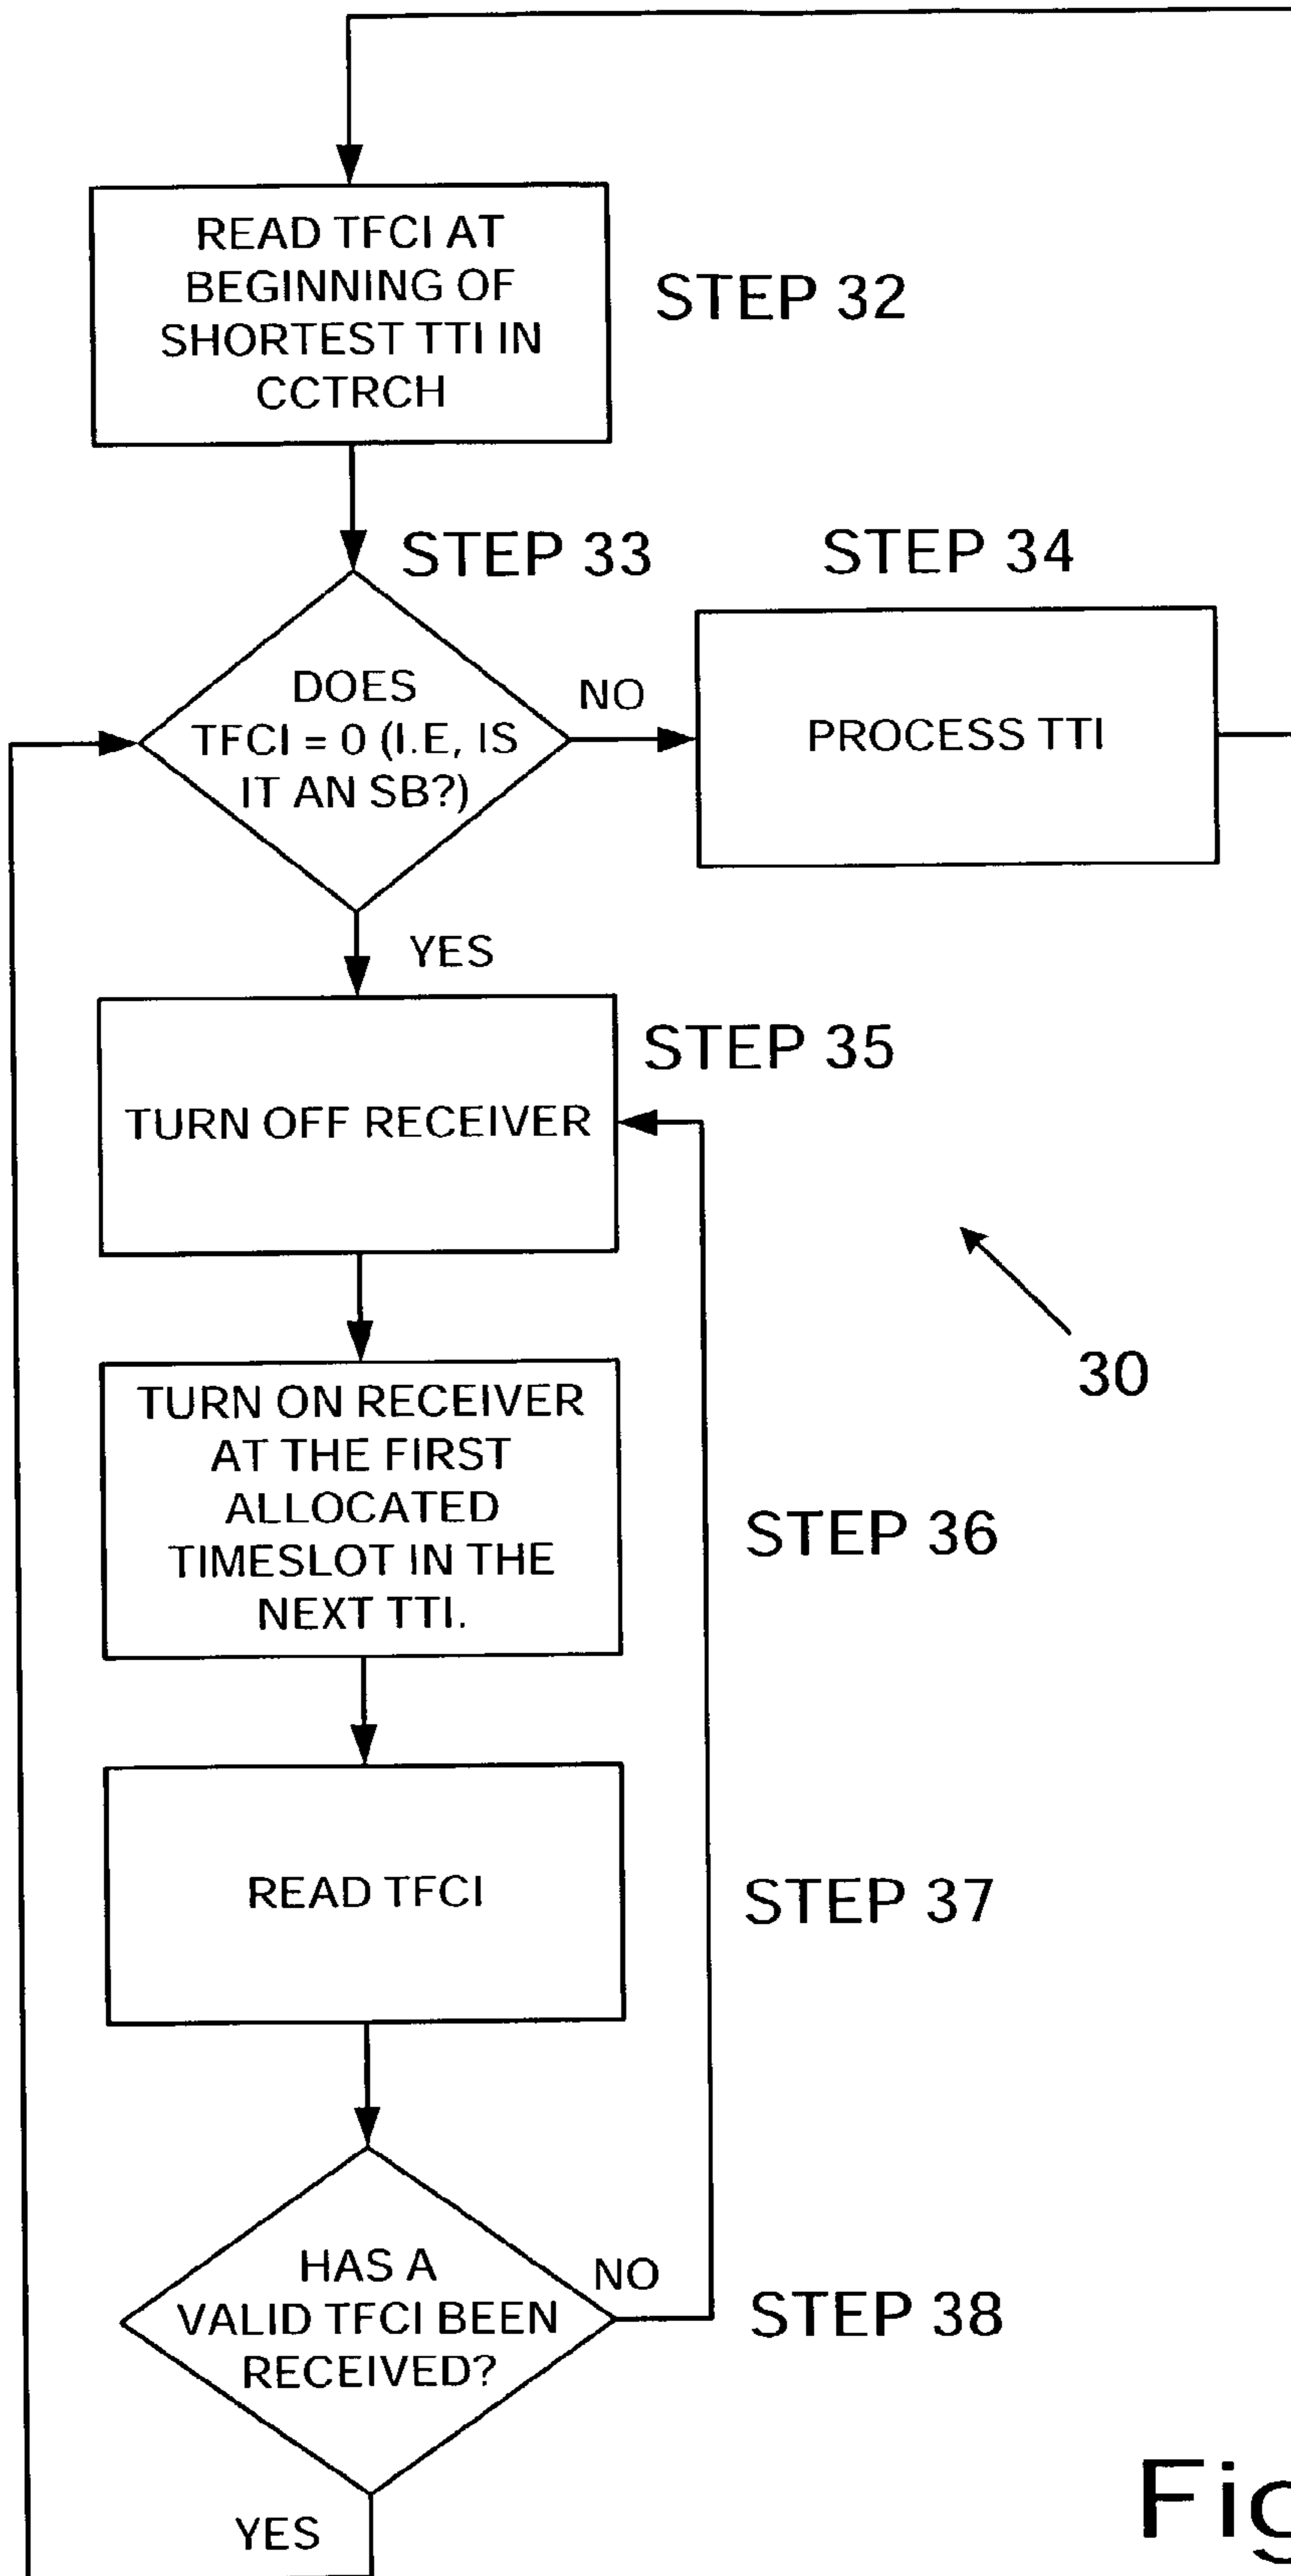 READ TFCI AT
BEGINNING OF
SHORTEST TTI IN
CCTRCH
STEP 32
STEP 33
DOES
TFCI = 0 (I.E, IS
IT AN SB?)
NO
STEP 34
PROCESS TTI
YES
STEP 35
TURN OFF RECEIVER
30
TURN ON RECEIVER
AT THE FIRST
ALLOCATED
TIMESLOT IN THE
NEXT TTI.
STEP 36
READ TFCI
STEP 37
HAS A
VALID TFCI BEEN
RECEIVED?
NO
STEP 38
YES
Fig